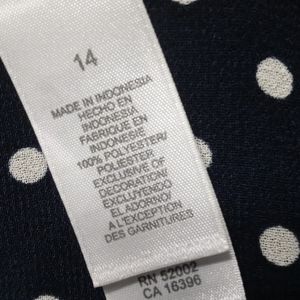 14
MADE IN INDONESIA
HECHO EN
INDONESIA
FABRIQUE EN
INDONESIE
100% POLYESTER/
POLIESTER
EXCLUSIVE OF
DECORATION/
EXCLUYENDO
EL ADORNO/
A L'EXCEPTION
DES GARNITURES
RN 52002
CA 16396